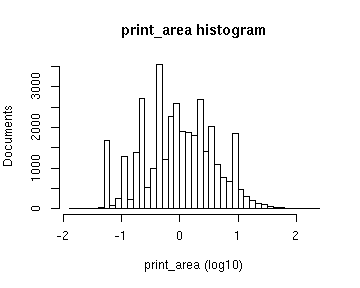 print_area histogram
Documents
3000
2000
1000
0
-2 -1 0 1 2
print_area (log10)